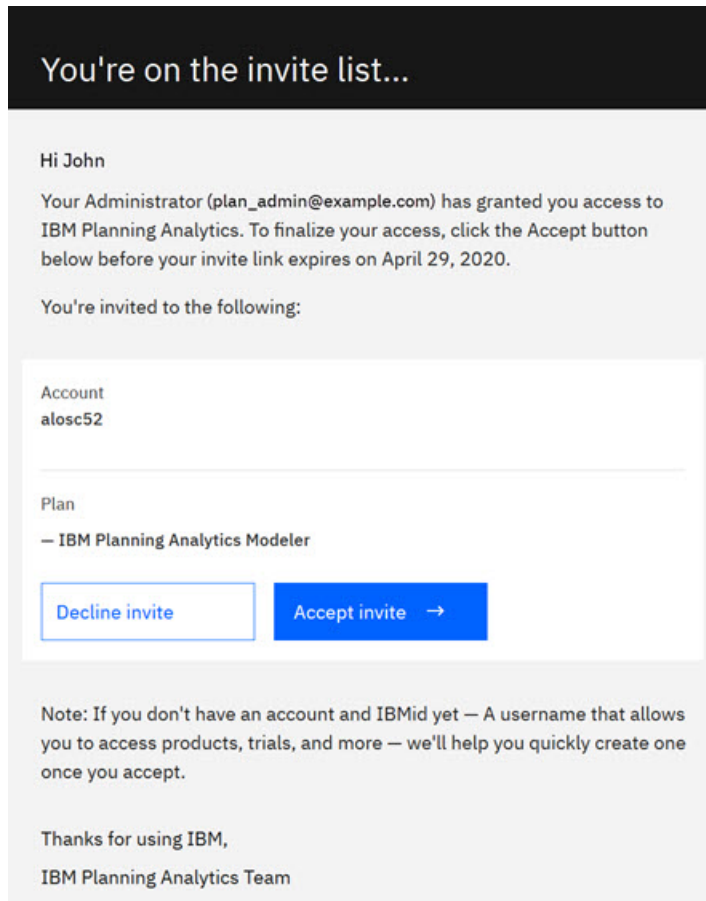 You're on the invite list...
Hi John
Your Administrator (plan_admin@example.com) has granted you access to
IBM Planning Analytics. To finalize your access, click the Accept button
below before your invite link expires on April 29, 2020.
You're invited to the following:
Account
alosc52
Plan
— IBM Planning Analytics Modeler
Decline invite
Accept invite →
Note: If you don't have an account and IBMid yet — A username that allows
you to access products, trials, and more — we'll help you quickly create one
once you accept.
Thanks for using IBM,
IBM Planning Analytics Team